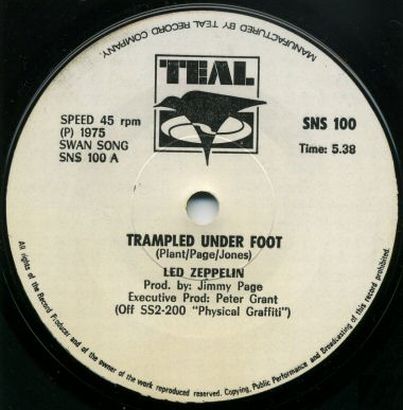 MANUFACTURED BY TEAL RECORD COMPANY.
TEAL
SPEED 45 rpm
(P) 1975
SWAN SONG
SNS 100 A
SNS 100
Time: 5.38
TRAMPLED UNDER FOOT
(Plant/Page/Jones)
LED ZEPPELIN
Prod. by: Jimmy Page
Executive Prod: Peter Grant
(Off SS2-200 "Physical Graffiti")
All rights of the Record Producer and of the owner of the work reproduced reserved. Copying, Public Performance and Broadcasting of this record prohibited.